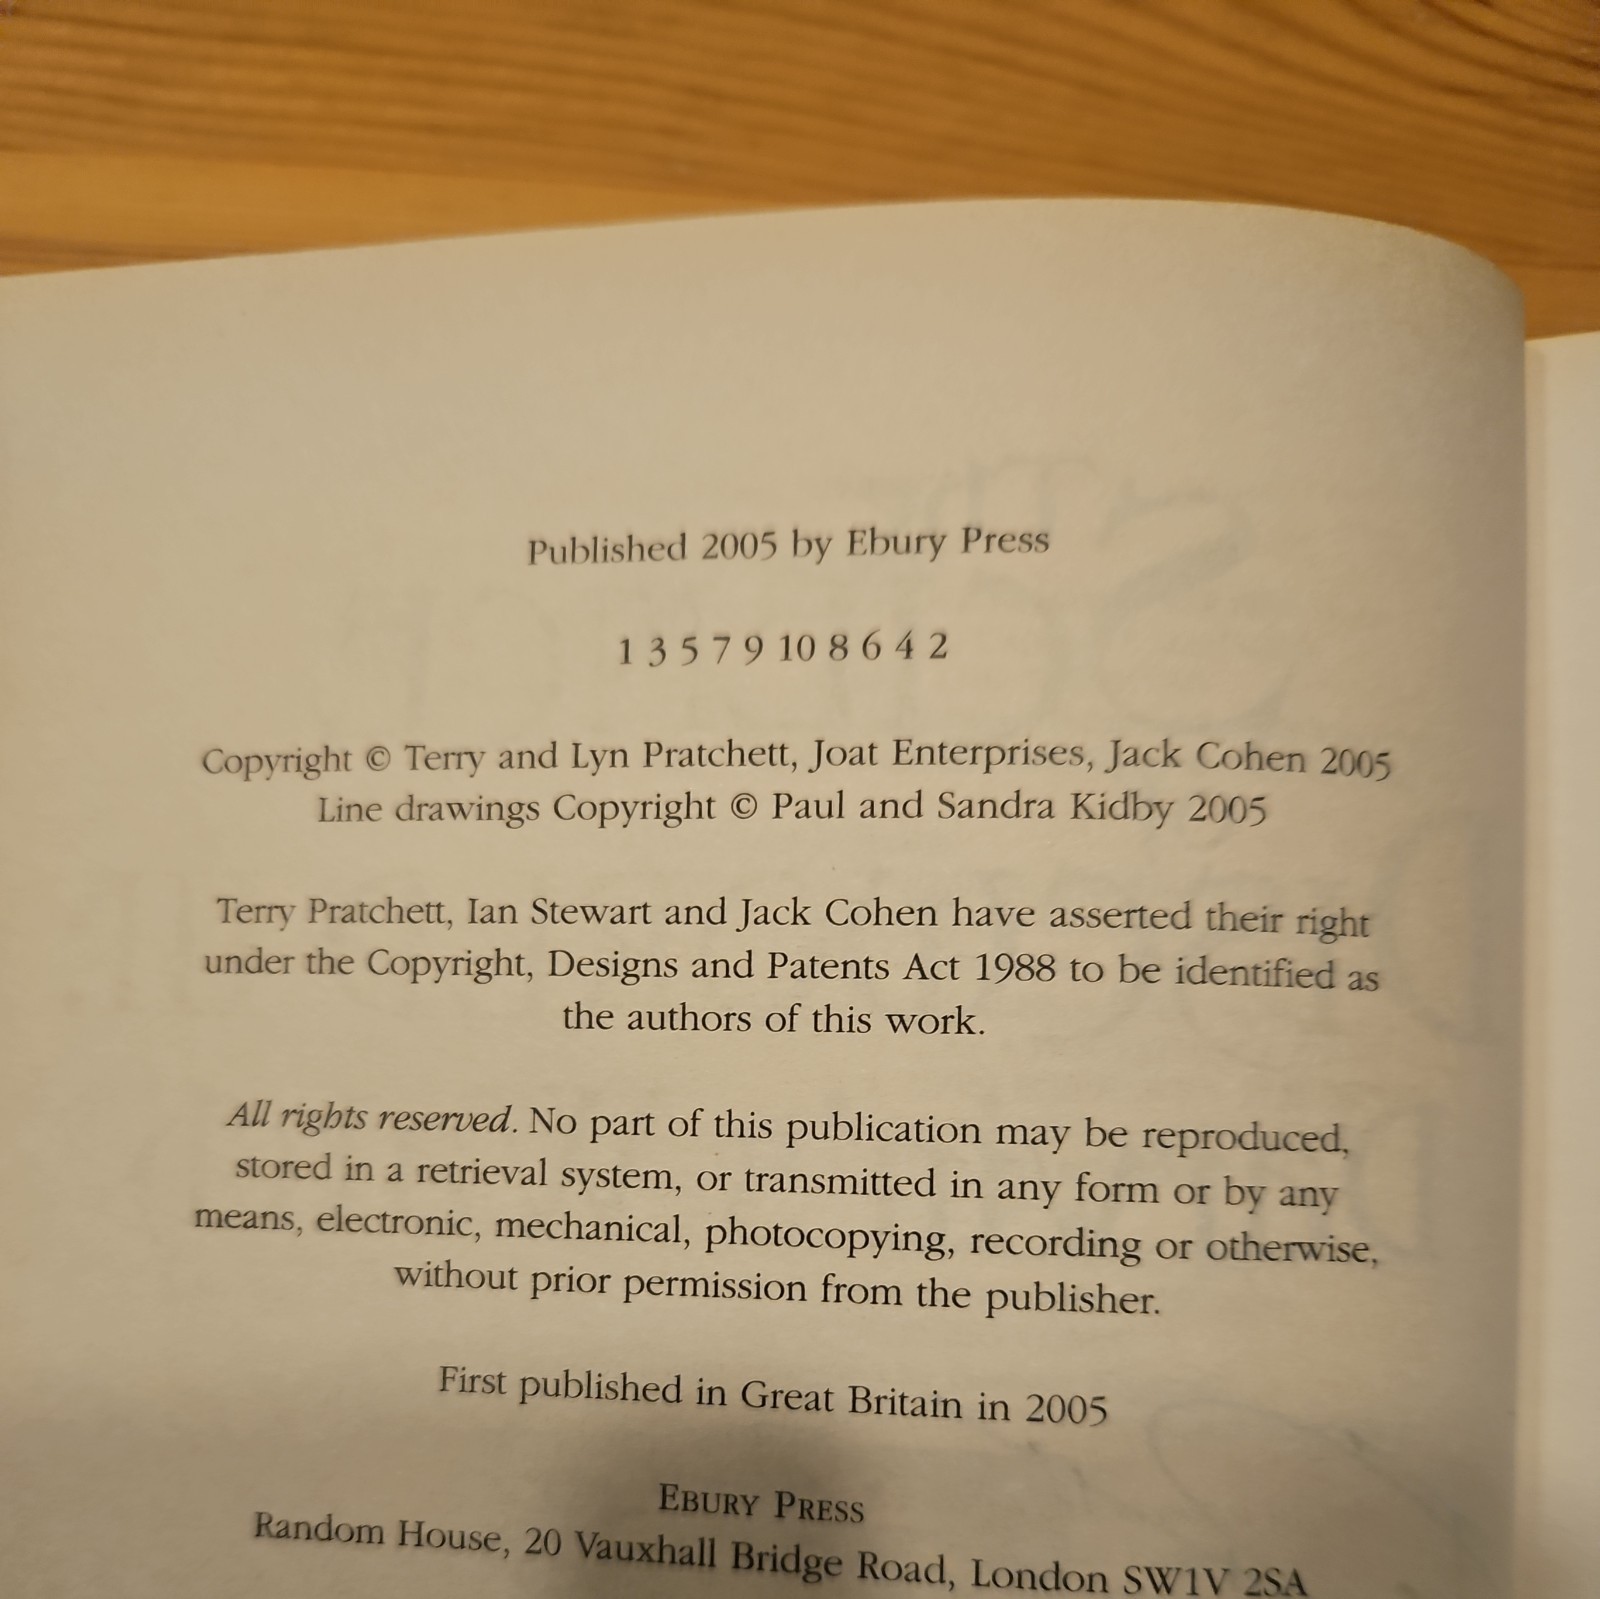 Published 2005 by Ebury Press
1 3 5 7 9 10 8 6 4 2
Copyright © Terry and Lyn Pratchett, Joat Enterprises, Jack Cohen 2005
Line drawings Copyright © Paul and Sandra Kidby 2005
Terry Pratchett, Ian Stewart and Jack Cohen have asserted their right
under the Copyright, Designs and Patents Act 1988 to be identified as
the authors of this work.
All rights reserved. No part of this publication may be reproduced,
stored in a retrieval system, or transmitted in any form or by any
means, electronic, mechanical, photocopying, recording or otherwise,
without prior permission from the publisher.
First published in Great Britain in 2005
EBURY PRESS
Random House, 20 Vauxhall Bridge Road, London SW1V 2SA